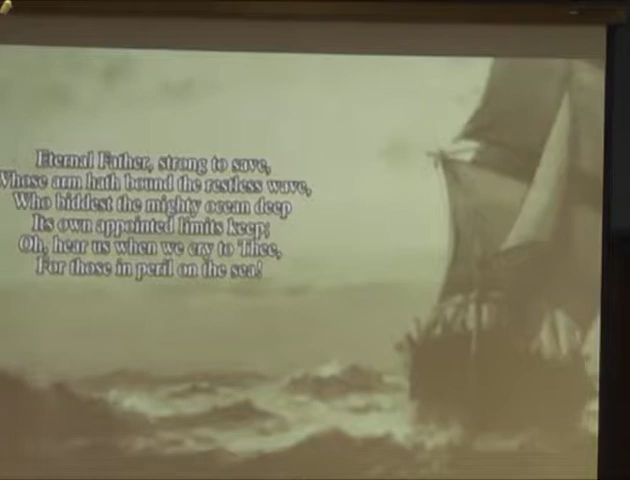 Eternal Father, strong to save,
Whose arm hath bound the restless wave,
Who biddest the mighty ocean deep
Its own appointed limits keep;
Oh, hear us when we cry to Thee,
For those in peril on the sea!